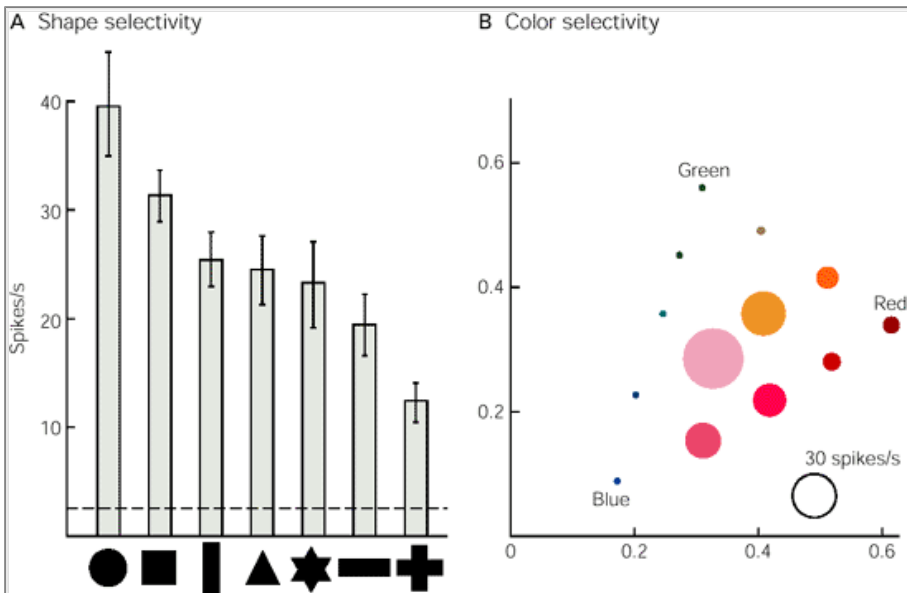 A Shape selectivity
40
30
20
10
Spikes/s
B Color selectivity
0.6
0.4
0.2
Green
Red
Blue
30 spikes/s
0
0.2
0.4
0.6